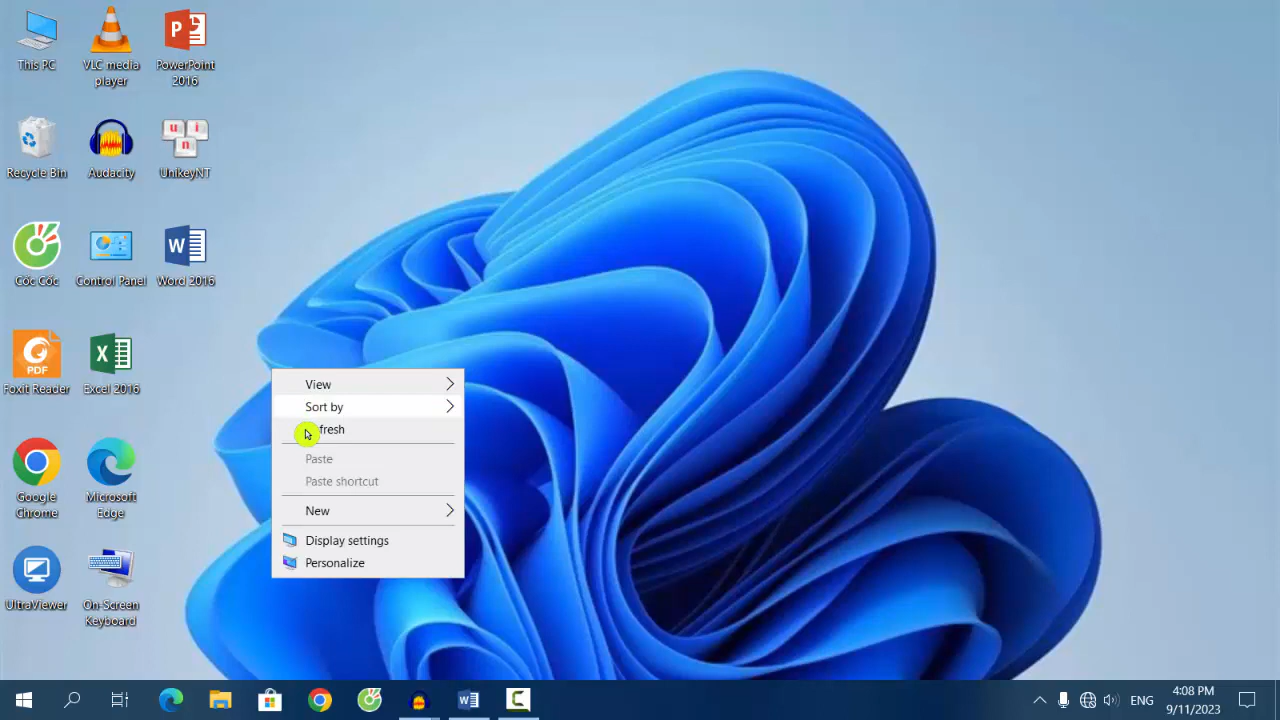 This PC
VLC media
player
PowerPoint
2016
Recycle Bin
Audacity
UnikeyNT
Cốc Cốc
Control Panel
Word 2016
Foxit Reader
Excel 2016
Google
Chrome
Microsoft
Edge
UltraViewer
On-Screen
Keyboard
View
Sort by
fresh
Paste
Paste shortcut
New
Display settings
Personalize
ENG
4:08 PM
9/11/2023